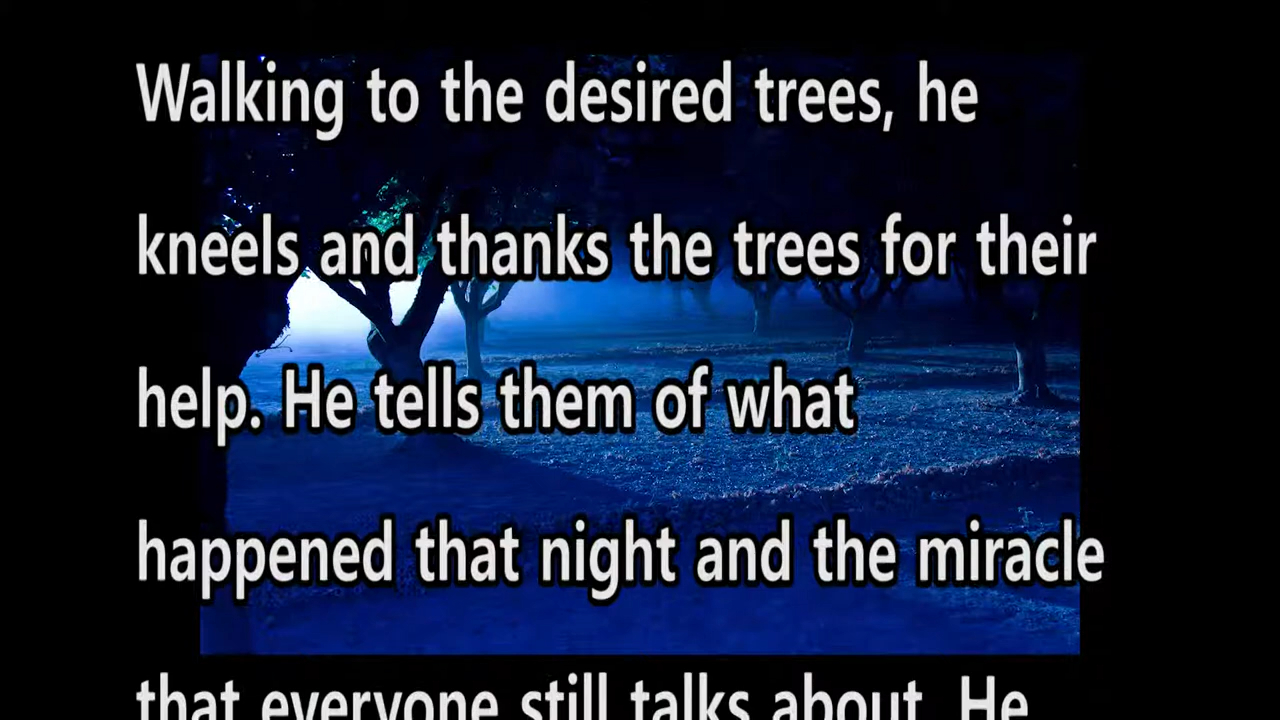 Walking to the desired trees, he
kneels and thanks the trees for their
help. He tells them of what
happened that night and the miracle
that everyone still talks about. He